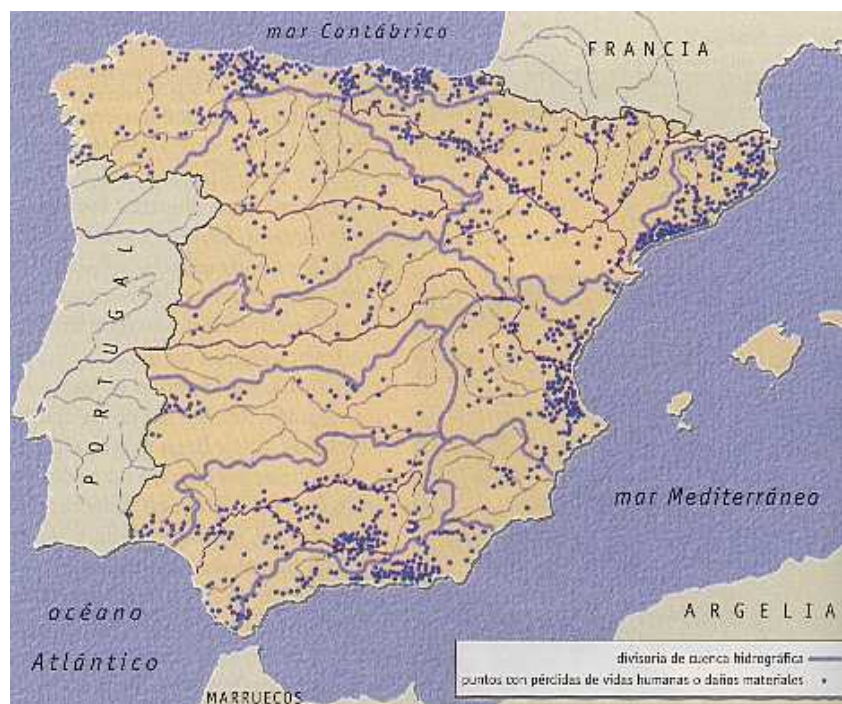 mar Cantábrico
FRANCIA
PORTUGAL
mar Mediterráneo
océano
Atlántico
ARGELIA
MARRUECOS
divisoria de cuenca hidrográfica
puntos con pérdidas de vidas humanas o daños materiales